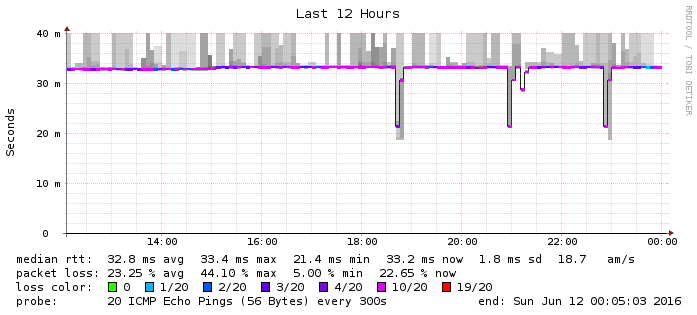 Last 12 Hours
RRDTOOL / TOBI OETIKER
Seconds
40 m
30 m
20 m
10 m
0
14:00 16:00 18:00 20:00 22:00 00:00
median rtt: 32.8 ms avg 33.4 ms max 21.4 ms min 33.2 ms now 1.8 ms sd 18.7 am/s
packet loss: 23.25 % avg 44.10 % max 5.00 % min 22.65 % now
loss color: 0 1/20 2/20 3/20 4/20 10/20 19/20
probe: 20 ICMP Echo Pings (56 Bytes) every 300s end: Sun Jun 12 00:05:03 2016